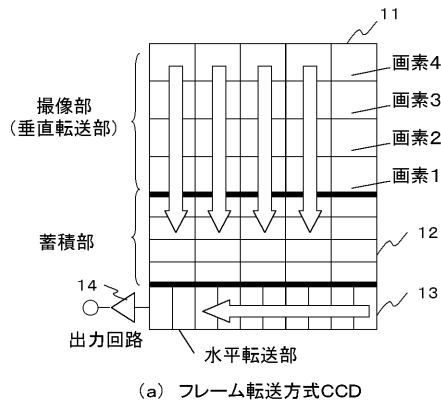 11
画素4
画素3
画素2
画素1
撮像部
(垂直転送部)
蓄積部
12
14
13
出力回路
水平転送部
(a) フレーム転送方式CCD